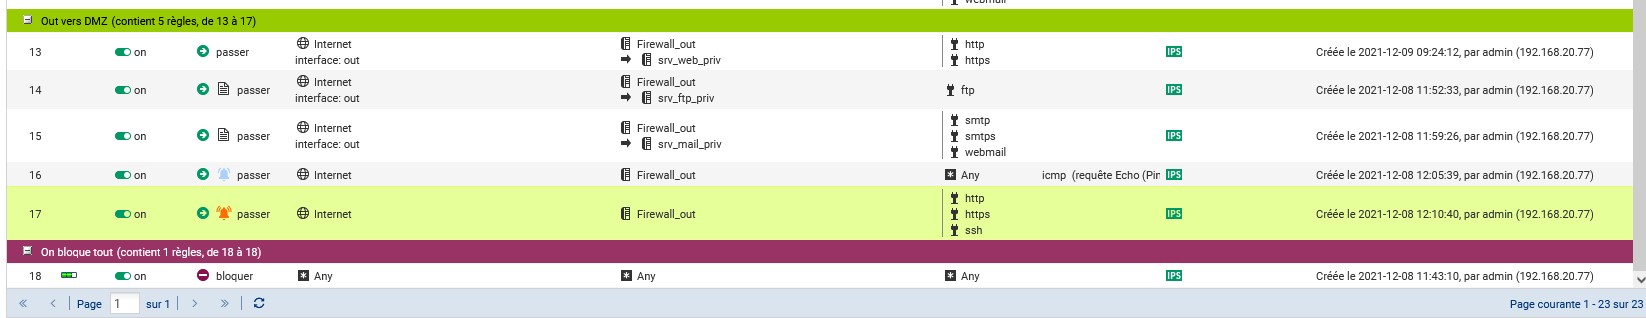 Out vers DMZ (contient 5 règles, de 13 à 17)
13 on passer Internet Firewall_out http IPS Créée le 2021-12-09 09:24:12, par admin (192.168.20.77)
interface: out srv_web_priv https
14 on passer Internet Firewall_out ftp IPS Créée le 2021-12-08 11:52:33, par admin (192.168.20.77)
interface: out srv_ftp_priv
smtp
15 on passer Internet Firewall_out smtps IPS Créée le 2021-12-08 11:59:26, par admin (192.168.20.77)
interface: out srv_mail_priv webmail
16 on passer Internet Firewall_out Any icmp (requête Echo (Pin IPS Créée le 2021-12-08 12:05:39, par admin (192.168.20.77)
http
17 on passer Internet Firewall_out https Créée le 2021-12-08 12:10:40, par admin (192.168.20.77)
IPS
ssh
On bloque tout (contient 1 règles, de 18 à 18)
18 on bloquer Any Any Any IPS Créée le 2021-12-08 11:43:10, par admin (192.168.20.77)
Page 1 sur 1 Page courante 1 - 23 sur 23